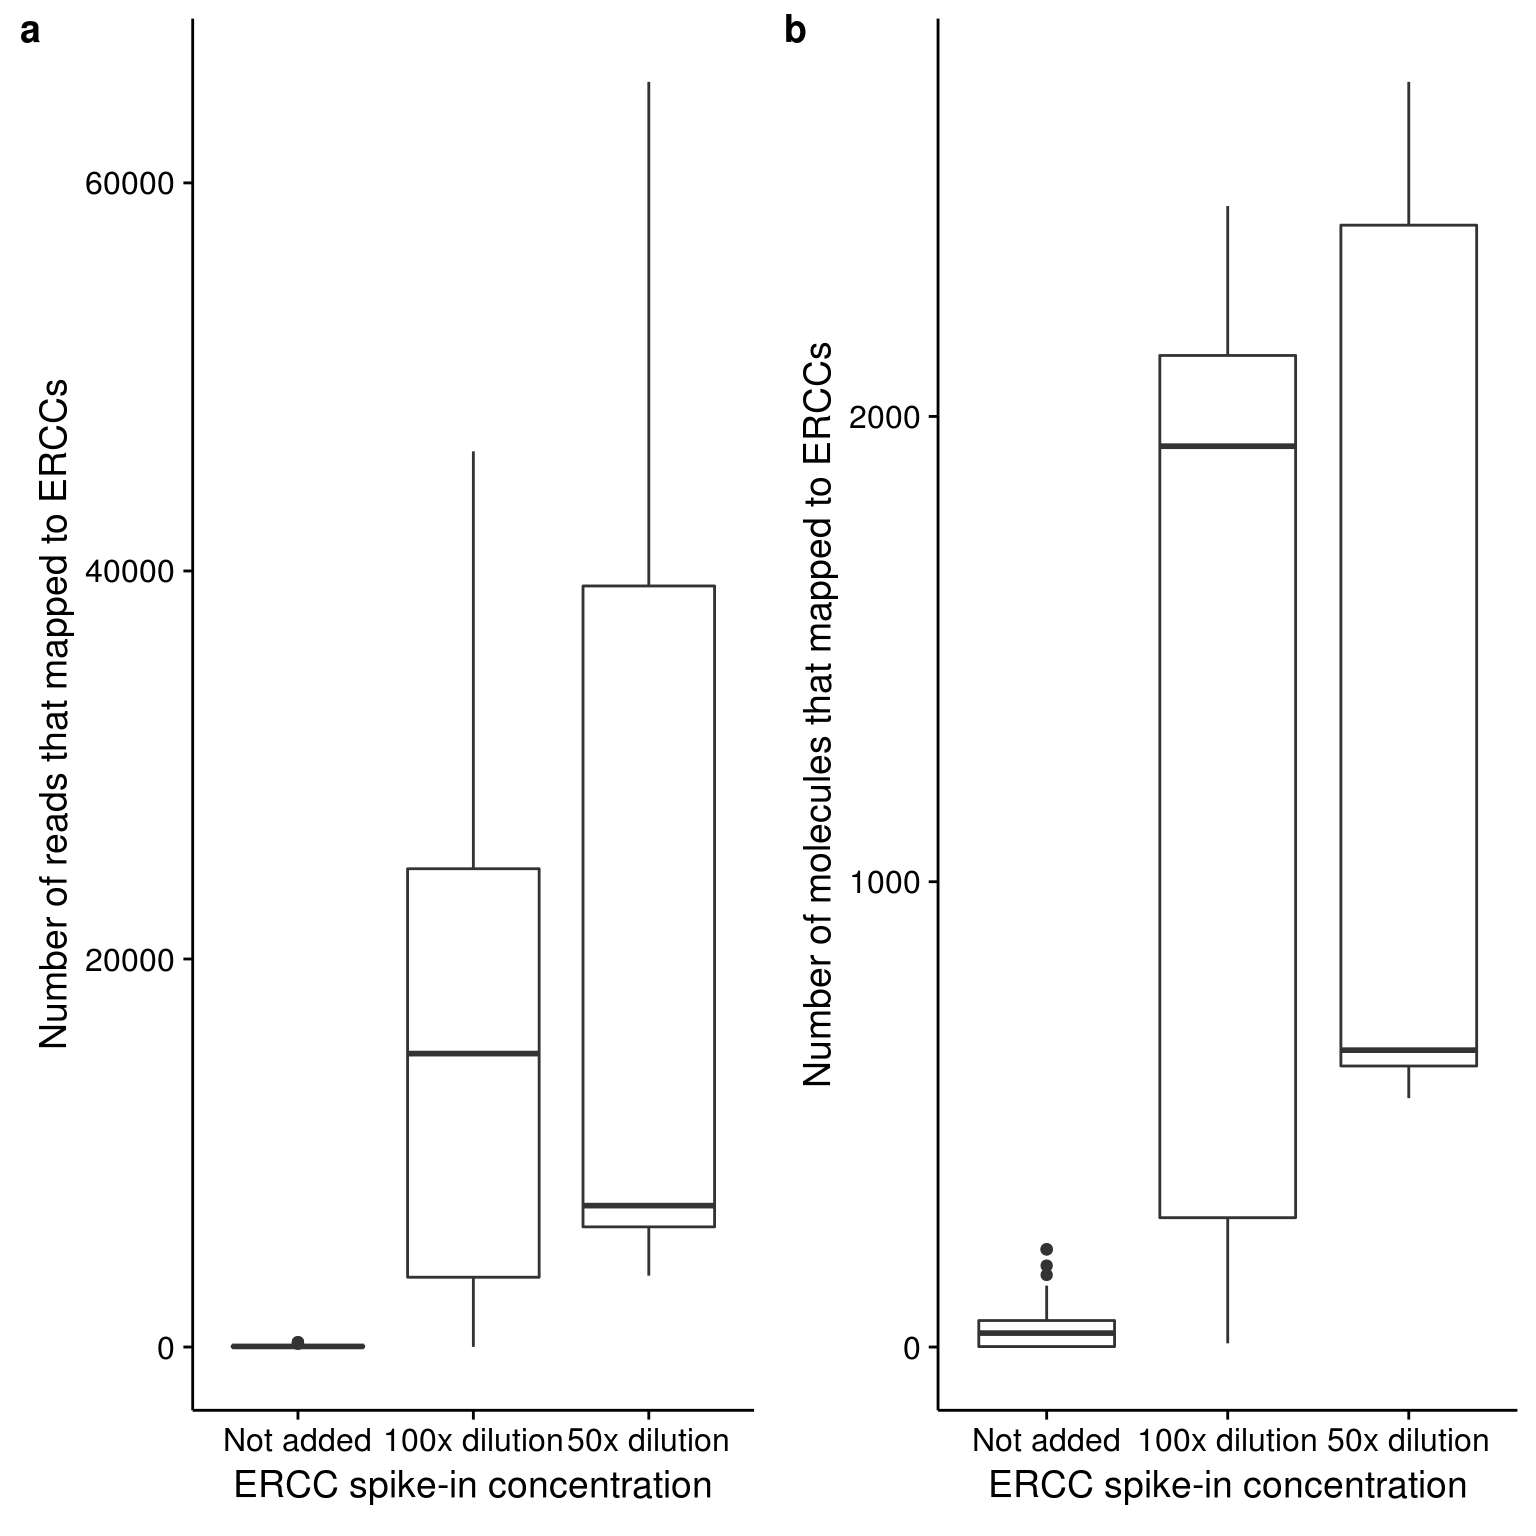 a
60000
40000
20000
0
Number of reads that mapped to ERCCs
Not added 100x dilution 50x dilution
ERCC spike-in concentration
b
2000
1000
0
Number of molecules that mapped to ERCCs
Not added 100x dilution 50x dilution
ERCC spike-in concentration